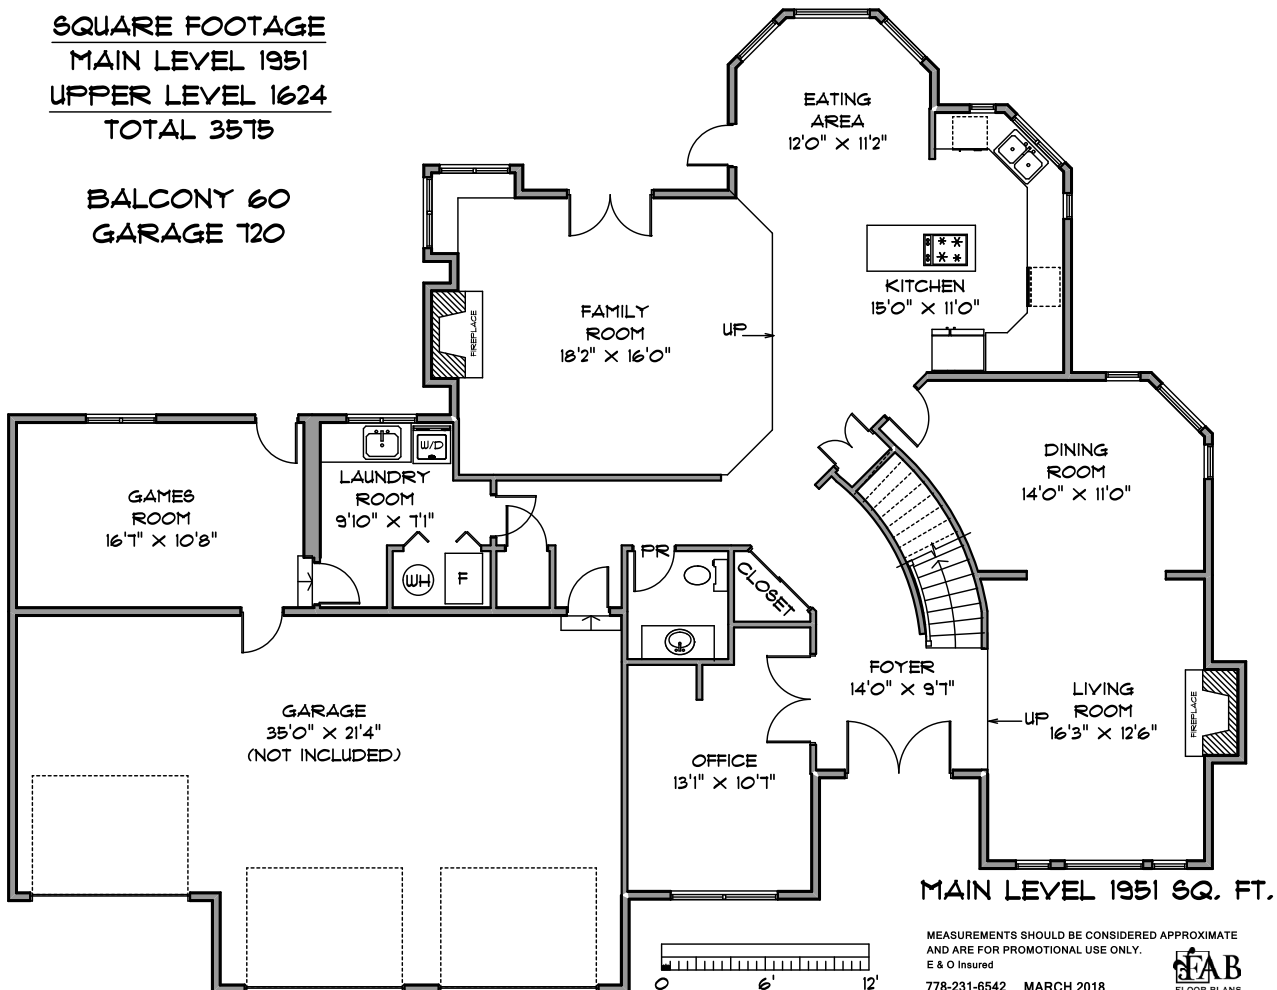 SQUARE FOOTAGE
MAIN LEVEL 1951
UPPER LEVEL 1624
TOTAL 3575
BALCONY 60
GARAGE 720
EATING
AREA
12'0" X 11'2"
KITCHEN
15'0" X 11'0"
FAMILY
ROOM
18'2" X 16'0"
UP
FIREPLACE
DINING
ROOM
14'0" X 11'0"
GAMES
ROOM
16'7" X 10'8"
LAUNDRY
ROOM
9'10" X 7'1"
W/D
WH
F
PR
CLOSET
FOYER
14'0" X 9'7"
UP
LIVING
ROOM
16'3" X 12'6"
FIREPLACE
GARAGE
35'0" X 21'4"
(NOT INCLUDED)
OFFICE
13'1" X 10'7"
MAIN LEVEL 1951 SQ. FT.
0 6' 12'
MEASUREMENTS SHOULD BE CONSIDERED APPROXIMATE
AND ARE FOR PROMOTIONAL USE ONLY.
E & O Insured
778-231-6542 MARCH 2018
FAB
FLOOR PLANS